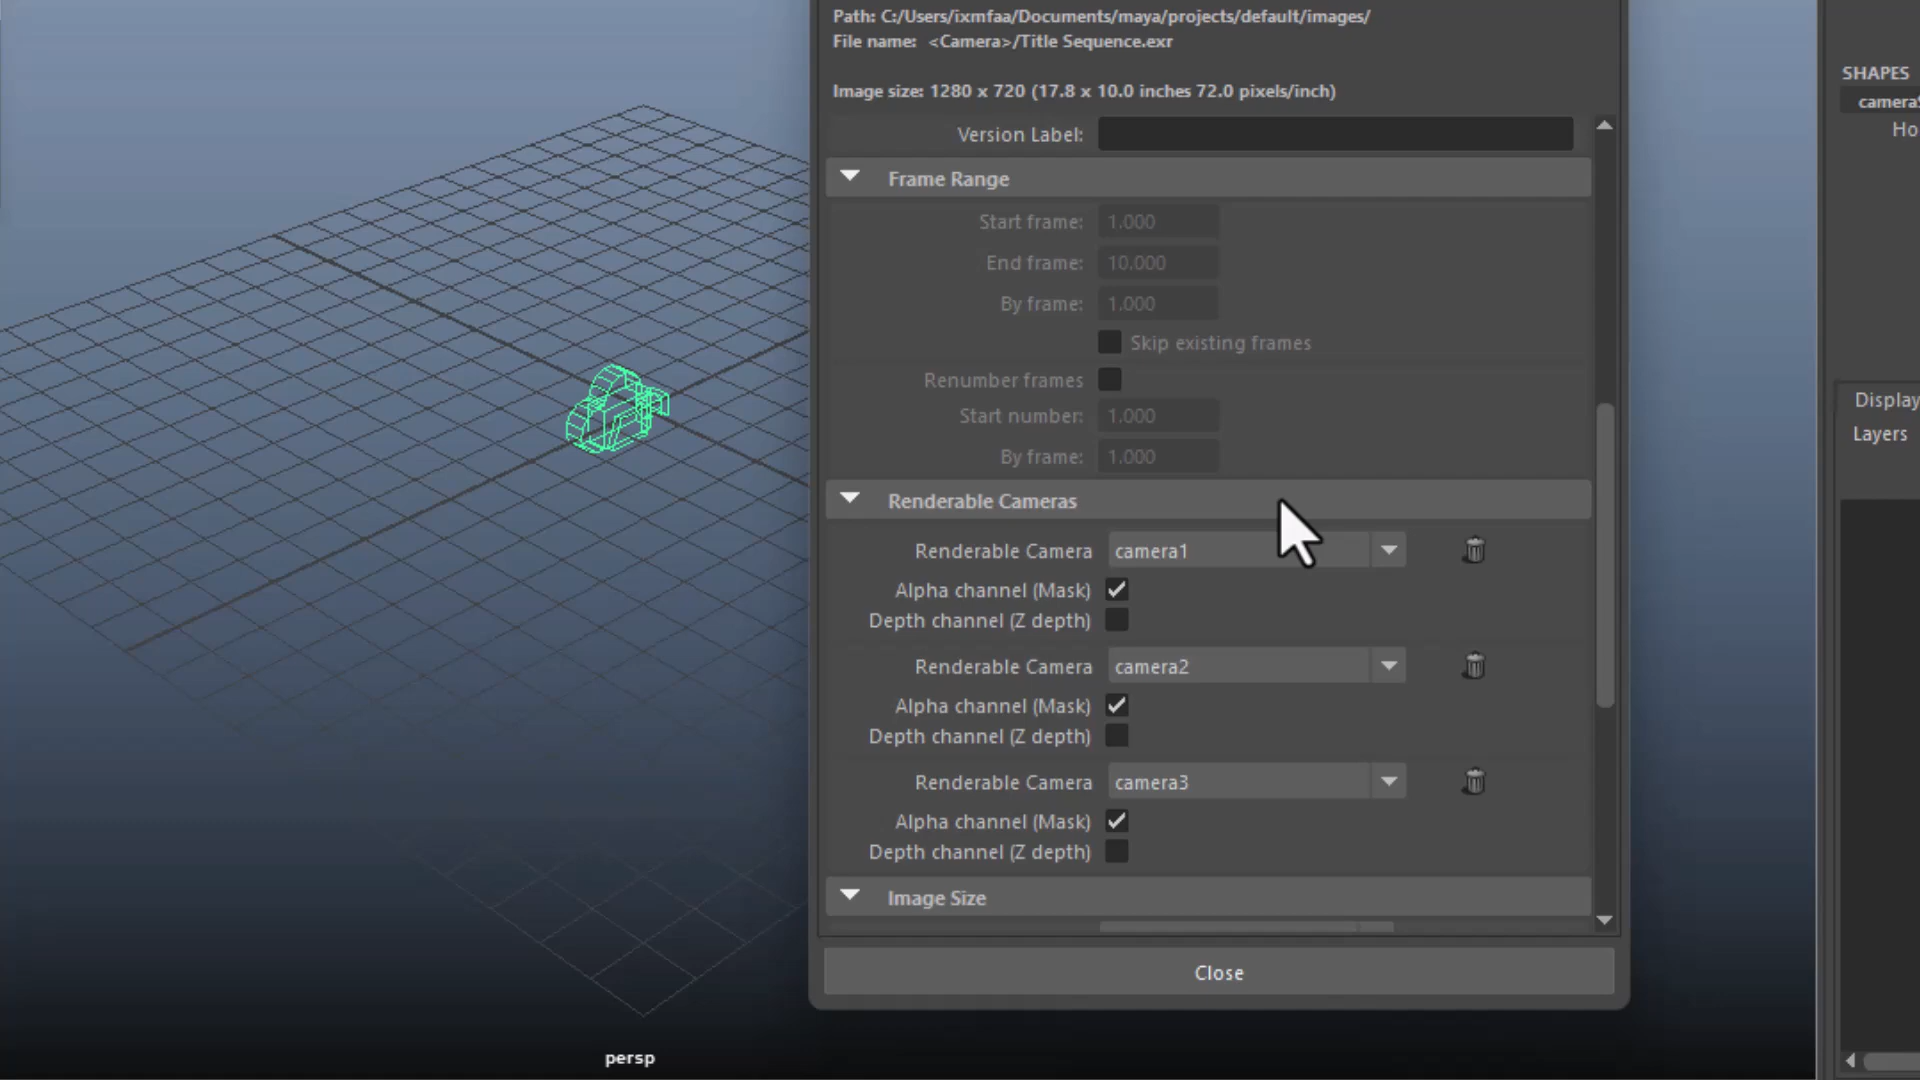 Path: C:/Users/ixmfaa/Documents/maya/projects/default/images/
File name: <Camera>/Title Sequence.exr
Image size: 1280 x 720 (17.8 x 10.0 inches 72.0 pixels/inch)
Version Label:
Frame Range
Start frame: 1.000
End frame: 10.000
By frame: 1.000
Skip existing frames
Renumber frames
Start number: 1.000
By frame: 1.000
Renderable Cameras
Renderable Camera camera1
Alpha channel (Mask)
Depth channel (Z depth)
Renderable Camera camera2
Alpha channel (Mask)
Depth channel (Z depth)
Renderable Camera camera3
Alpha channel (Mask)
Depth channel (Z depth)
Image Size
Close
persp
SHAPES
Display
Layers